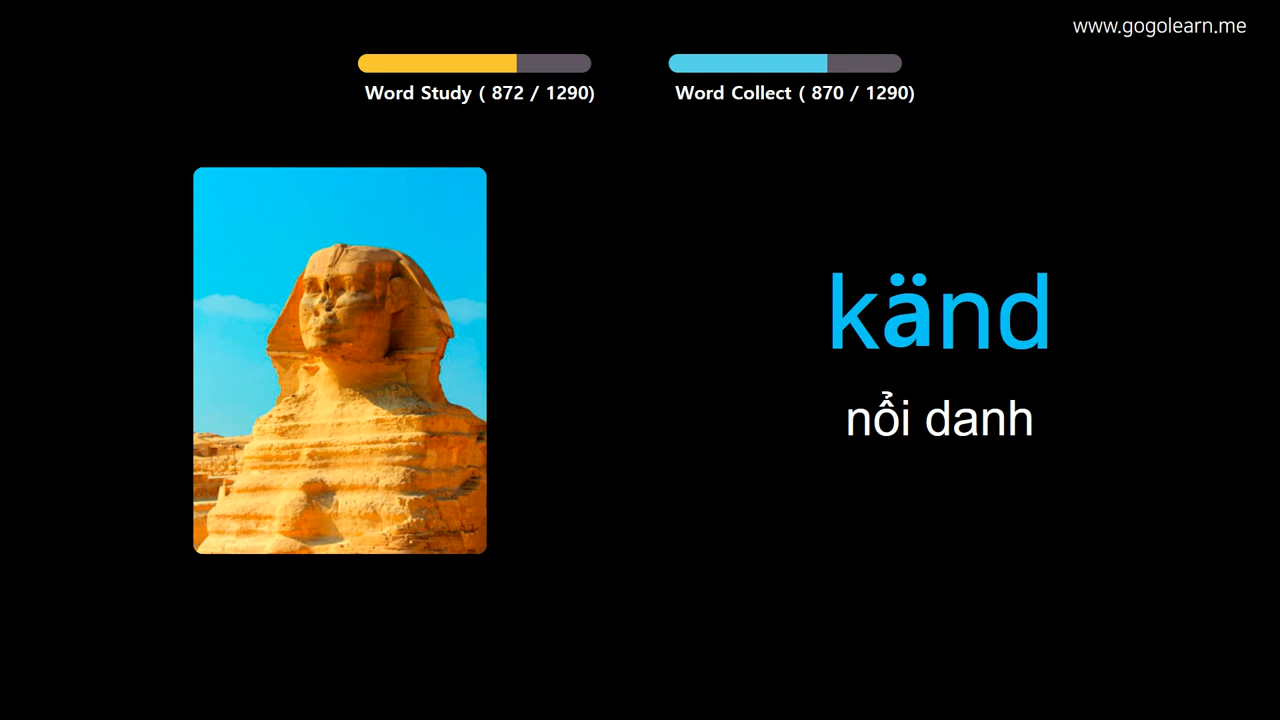 www.gogolearn.me
Word Study ( 872 / 1290)
Word Collect ( 870 / 1290)
känd
nổi danh